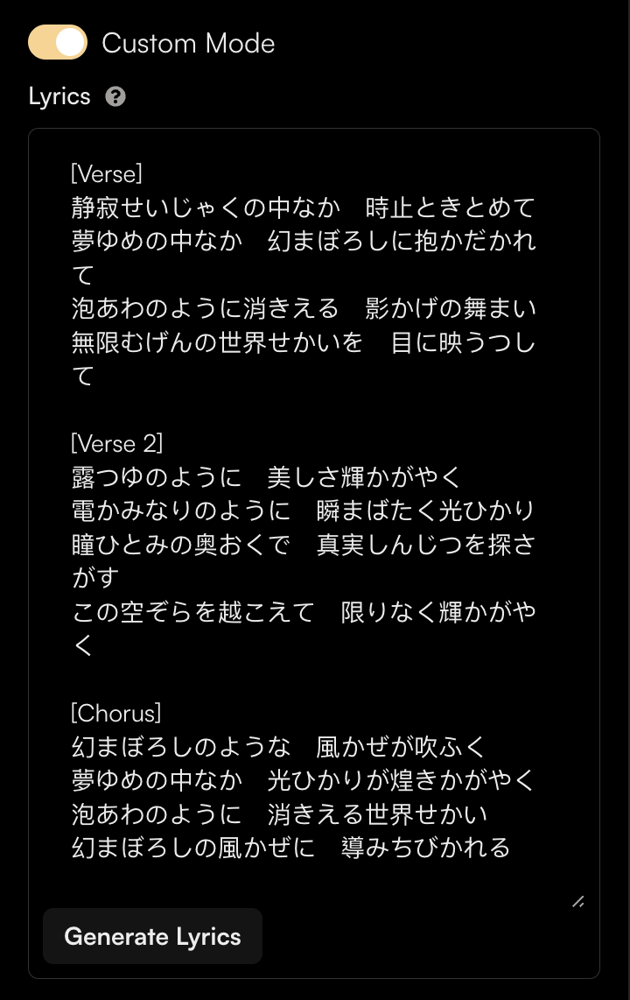 Custom Mode
Lyrics ?
[Verse]
静寂せいじゃくの中なか　時止ときとめて
夢ゆめの中なか　幻まぼろしに抱かだかれ
て
泡あわのように消きえる　影かげの舞まい
無限むげんの世界せかいを　目に映うつし
て
[Verse 2]
露つゆのように　美しさ輝かがやく
電かみなりのように　瞬まばたく光ひかり
瞳ひとみの奥おくで　真実しんじつを探さ
がす
この空ぞらを越こえて　限りなく輝かがや
く
[Chorus]
幻まぼろしのような　風かぜが吹ふく
夢ゆめの中なか　光ひかりが煌きかがやく
泡あわのように　消きえる世界せかい
幻まぼろしの風かぜに　導みちびかれる
Generate Lyrics